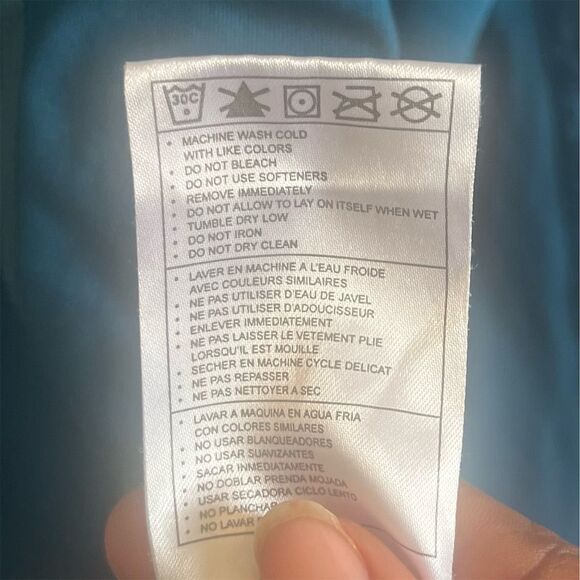 30C
• MACHINE WASH COLD
WITH LIKE COLORS
• DO NOT BLEACH
• DO NOT USE SOFTENERS
• REMOVE IMMEDIATELY
• DO NOT ALLOW TO LAY ON ITSELF WHEN WET
• TUMBLE DRY LOW
• DO NOT IRON
• DO NOT DRY CLEAN
• LAVER EN MACHINE A L'EAU FROIDE
AVEC COULEURS SIMILAIRES
• NE PAS UTILISER D'EAU DE JAVEL
• NE PAS UTILISER D'ADOUCISSEUR
• ENLEVER IMMEDIATEMENT
• NE PAS LAISSER LE VETEMENT PLIE
LORSQU'IL EST MOUILLE
• SECHER EN MACHINE CYCLE DELICAT
• NE PAS REPASSER
• NE PAS NETTOYER A SEC
• LAVAR A MAQUINA EN AGUA FRIA
CON COLORES SIMILARES
• NO USAR BLANQUEADORES
• NO USAR SUAVIZANTES
• SACAR INMEDIATAMENTE
• NO DOBLAR PRENDA MOJADA
• USAR SECADORA CICLO LENTO
• NO PLANCHAR
• NO LAVAR